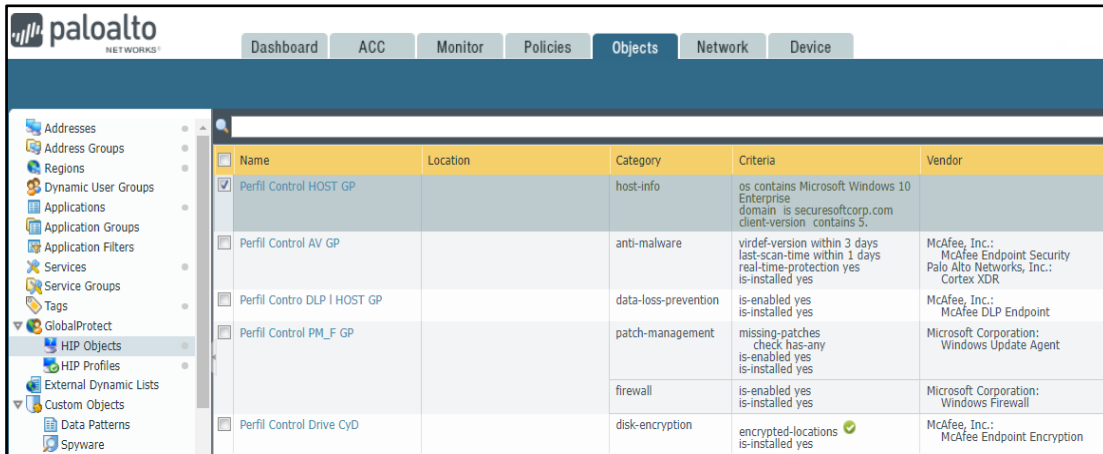 paloalto
NETWORKS®
Dashboard ACC Monitor Policies Objects Network Device
Addresses
Address Groups
Regions
Dynamic User Groups
Applications
Application Groups
Application Filters
Services
Service Groups
Tags
GlobalProtect
HIP Objects
HIP Profiles
External Dynamic Lists
Custom Objects
Data Patterns
Spyware
Name Location Category Criteria Vendor
Perfil Control HOST GP host-info os contains Microsoft Windows 10
Enterprise
domain is securesoftcorp.com
client-version contains 5.
Perfil Control AV GP anti-malware virdef-version within 3 days McAfee, Inc.:
last-scan-time within 1 days McAfee Endpoint Security
real-time-protection yes Palo Alto Networks, Inc.:
is-installed yes Cortex XDR
Perfil Contro DLP l HOST GP data-loss-prevention is-enabled yes McAfee, Inc.:
is-installed yes McAfee DLP Endpoint
Perfil Control PM_F GP patch-management missing-patches Microsoft Corporation:
check has-any Windows Update Agent
is-enabled yes
is-installed yes
firewall is-enabled yes Microsoft Corporation:
is-installed yes Windows Firewall
Perfil Control Drive CyD disk-encryption encrypted-locations McAfee, Inc.:
is-installed yes McAfee Endpoint Encryption